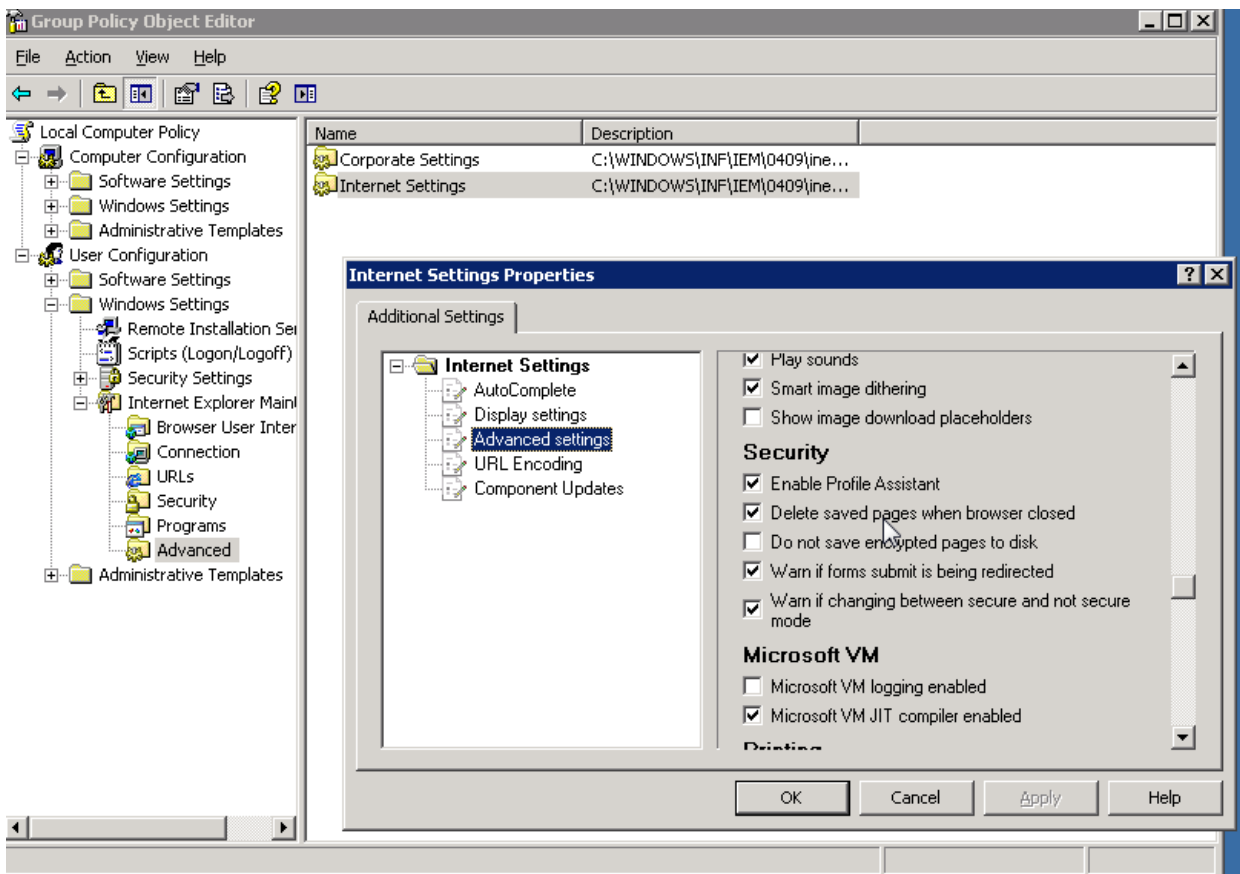 Group Policy Object Editor
File Action View Help
Local Computer Policy
Computer Configuration
Software Settings
Windows Settings
Administrative Templates
User Configuration
Software Settings
Windows Settings
Remote Installation Ser
Scripts (Logon/Logoff)
Security Settings
Internet Explorer Maint
Browser User Inter
Connection
URLs
Security
Programs
Advanced
Administrative Templates
Name Description
Corporate Settings C:\WINDOWS\INF\IEM\0409\ine...
Internet Settings C:\WINDOWS\INF\IEM\0409\ine...
Internet Settings Properties
Additional Settings
Internet Settings
AutoComplete
Display settings
Advanced settings
URL Encoding
Component Updates
Play sounds
Smart image dithering
Show image download placeholders
Security
Enable Profile Assistant
Delete saved pages when browser closed
Do not save encrypted pages to disk
Warn if forms submit is being redirected
Warn if changing between secure and not secure
mode
Microsoft VM
Microsoft VM logging enabled
Microsoft VM JIT compiler enabled
Printing
OK Cancel Apply Help